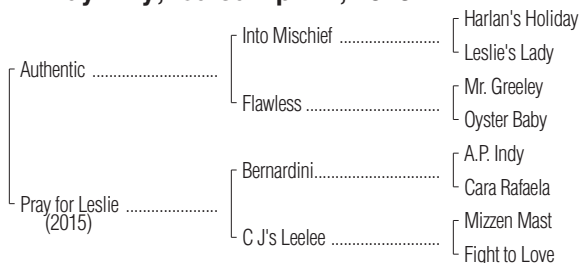 Harlan's Holiday
Into Mischief ..........................
Leslie's Lady
Authentic ................................
Mr. Greeley
Flawless ...................................
Oyster Baby
A.P. Indy
Bernardini.................................
Cara Rafaela
Pray for Leslie .......................
(2015)
Mizzen Mast
C J's Leelee ............................
Fight to Love